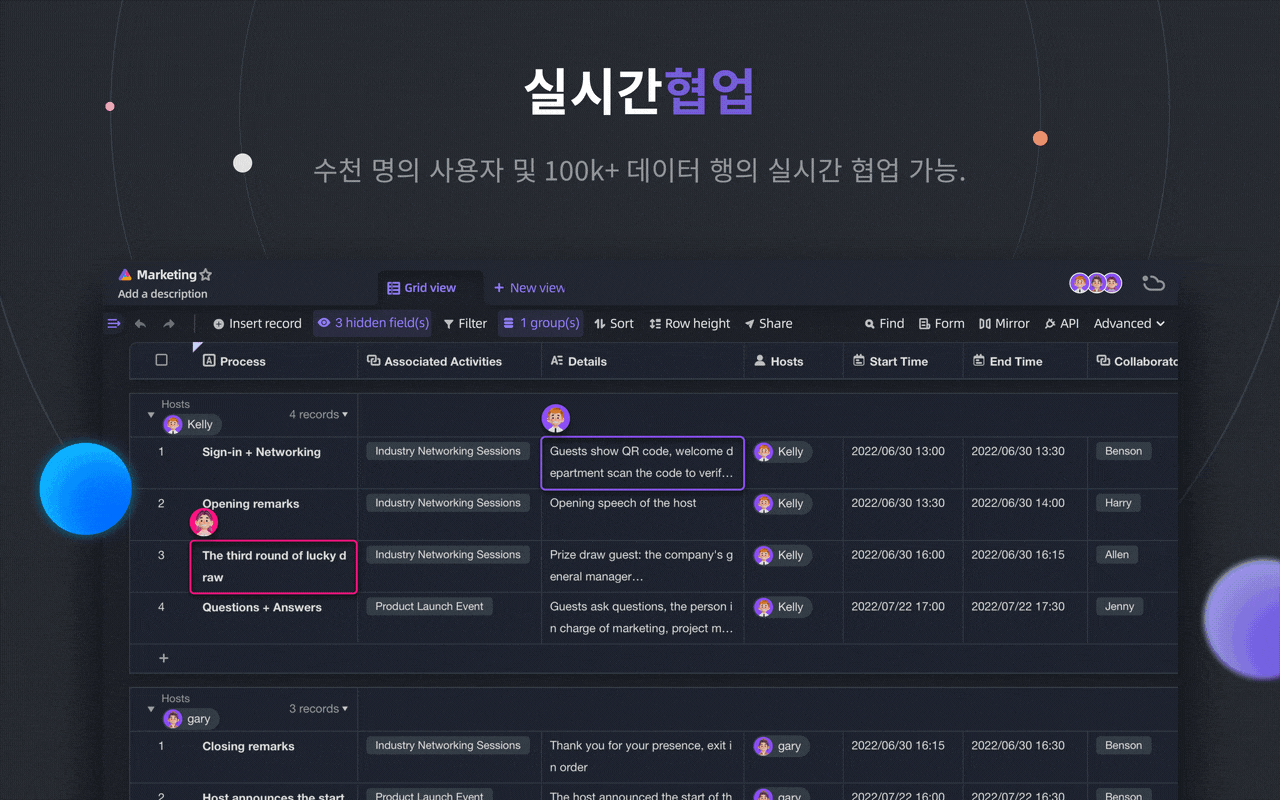 실시간협업
수천 명의 사용자 및 100k+ 데이터 행의 실시간 협업 가능.
Marketing
Add a description
Grid view
+ New view
Insert record
3 hidden field(s)
Filter
1 group(s)
Sort
Row height
Share
Find
Form
Mirror
API
Advanced
Process
Associated Activities
Details
Hosts
Start Time
End Time
Collaborato
Hosts
Kelly
4 records
1
Sign-in + Networking
Industry Networking Sessions
Guests show QR code, welcome d
epartment scan the code to verif...
Kelly
2022/06/30 13:00
2022/06/30 13:30
Benson
2
Opening remarks
Industry Networking Sessions
Opening speech of the host
Kelly
2022/06/30 13:30
2022/06/30 14:00
Harry
3
The third round of lucky d
raw
Industry Networking Sessions
Prize draw guest: the company's g
eneral manager...
Kelly
2022/06/30 16:00
2022/06/30 16:15
Allen
4
Questions + Answers
Product Launch Event
Guests ask questions, the person i
n charge of marketing, project m...
Kelly
2022/07/22 17:00
2022/07/22 17:30
Jenny
+
Hosts
gary
3 records
1
Closing remarks
Industry Networking Sessions
Thank you for your presence, exit i
n order
gary
2022/06/30 16:15
2022/06/30 16:30
Benson
2
Host announces the start
Product Launch Event
The host announced the start of th
gary
2022/07/22 14:00
2022/07/22 14:30
Benson